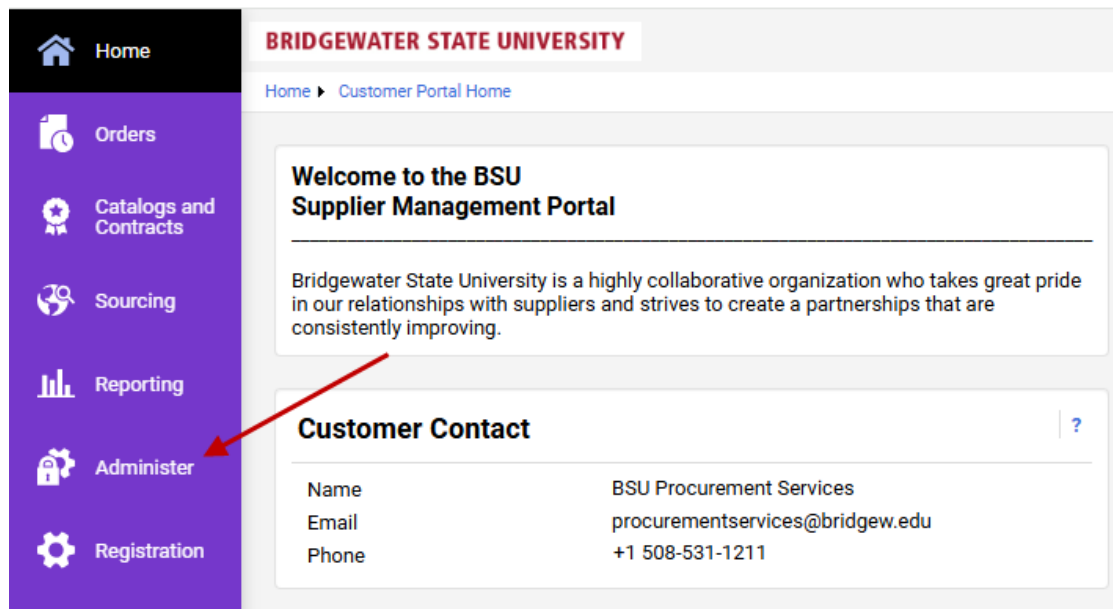 Home
Orders
Catalogs and
Contracts
Sourcing
Reporting
Administer
Registration
BRIDGEWATER STATE UNIVERSITY
Home Customer Portal Home
Welcome to the BSU
Supplier Management Portal
Bridgewater State University is a highly collaborative organization who takes great pride
in our relationships with suppliers and strives to create a partnerships that are
consistently improving.
Customer Contact ?
Name BSU Procurement Services
Email procurementservices@bridgew.edu
Phone +1 508-531-1211